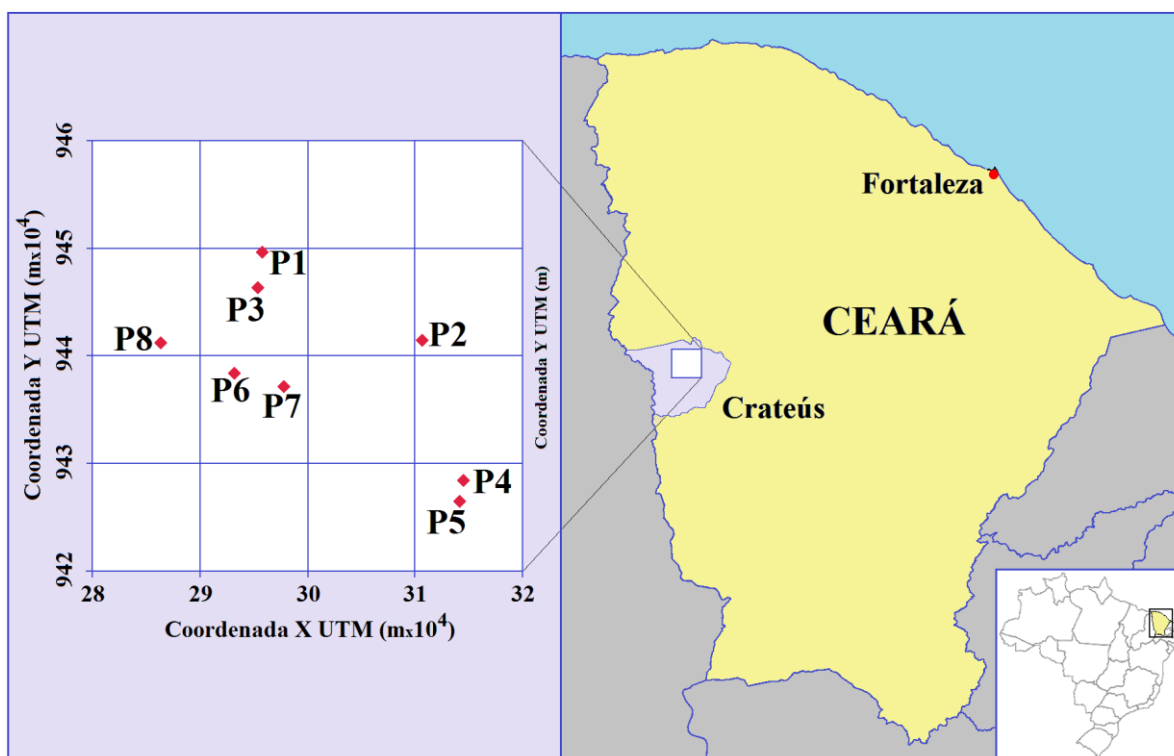 946
945
944
943
942
Coordenada Y UTM (mx10⁴)
28
29
30
31
32
Coordenada X UTM (mx10⁴)
Coordenada Y UTM (m)
P1
P3
P8
P2
P6
P7
P4
P5
Fortaleza
CEARÁ
Crateús